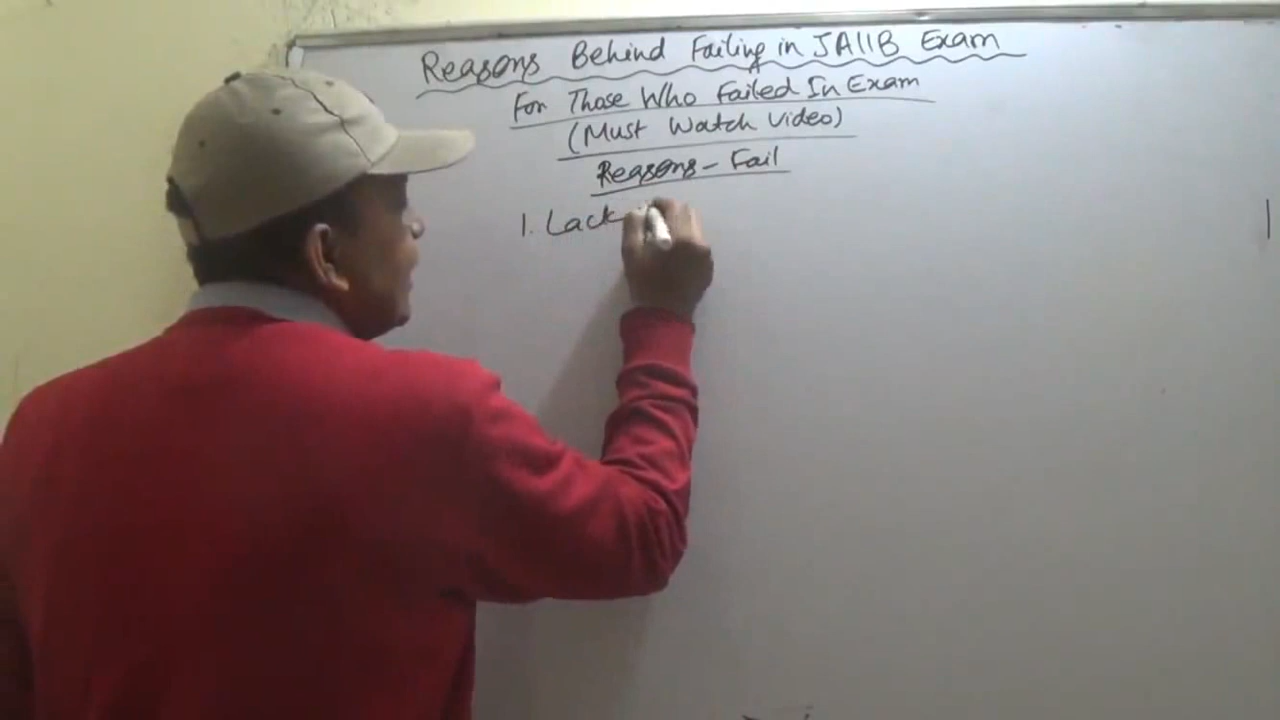 Reasons Behind Failing in JAIIB Exam
For Those Who Failed In Exam
(Must Watch Video)
Reasons - Fail
1. Lack